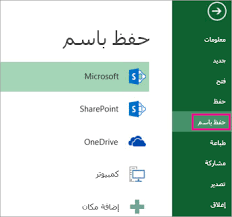 معلومات
جديد
فتح
حفظ
حفظ باسم
طباعة
مشاركة
تصدير
إغلاق
حفظ باسم
Microsoft
SharePoint
OneDrive
كمبيوتر
إضافة مكان